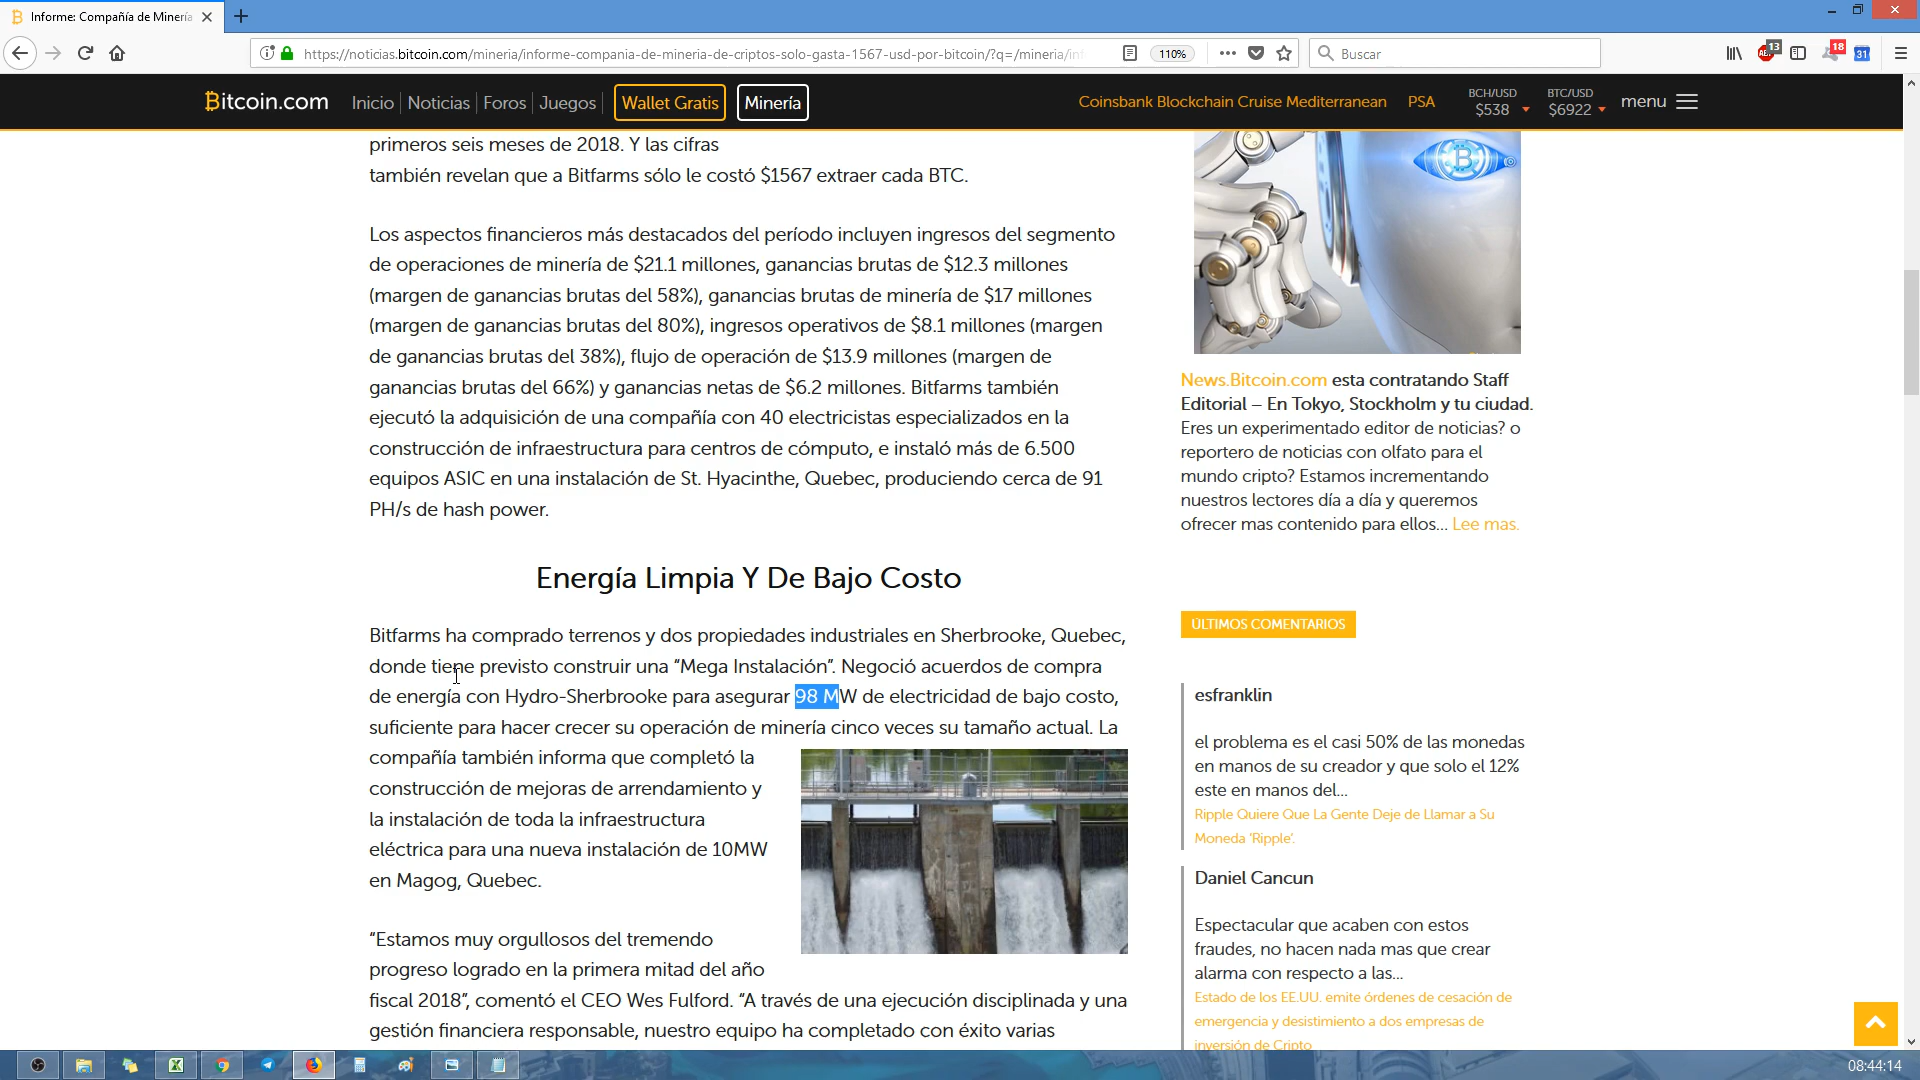 Informe: Compañía de Minería
https://noticias.bitcoin.com/mineria/informe-compania-de-mineria-de-criptos-solo-gasta-1567-usd-por-bitcoin/?q=/mineria/inf
110%
Buscar
13
18
31
Bitcoin.com
Inicio
Noticias
Foros
Juegos
Wallet Gratis
Minería
Coinsbank Blockchain Cruise Mediterranean
PSA
BCH/USD
$538
BTC/USD
$6922
menu
primeros seis meses de 2018. Y las cifras
también revelan que a Bitfarms sólo le costó $1567 extraer cada BTC.
Los aspectos financieros más destacados del período incluyen ingresos del segmento
de operaciones de minería de $21.1 millones, ganancias brutas de $12.3 millones
(margen de ganancias brutas del 58%), ganancias brutas de minería de $17 millones
(margen de ganancias brutas del 80%), ingresos operativos de $8.1 millones (margen
de ganancias brutas del 38%), flujo de operación de $13.9 millones (margen de
ganancias brutas del 66%) y ganancias netas de $6.2 millones. Bitfarms también
ejecutó la adquisición de una compañía con 40 electricistas especializados en la
construcción de infraestructura para centros de cómputo, e instaló más de 6.500
equipos ASIC en una instalación de St. Hyacinthe, Quebec, produciendo cerca de 91
PH/s de hash power.
Energía Limpia Y De Bajo Costo
Bitfarms ha comprado terrenos y dos propiedades industriales en Sherbrooke, Quebec,
donde tiene previsto construir una “Mega Instalación”. Negoció acuerdos de compra
de energía con Hydro-Sherbrooke para asegurar 98 MW de electricidad de bajo costo,
suficiente para hacer crecer su operación de minería cinco veces su tamaño actual. La
compañía también informa que completó la
construcción de mejoras de arrendamiento y
la instalación de toda la infraestructura
eléctrica para una nueva instalación de 10MW
en Magog, Quebec.
“Estamos muy orgullosos del tremendo
progreso logrado en la primera mitad del año
fiscal 2018”, comentó el CEO Wes Fulford. “A través de una ejecución disciplinada y una
gestión financiera responsable, nuestro equipo ha completado con éxito varias
News.Bitcoin.com esta contratando Staff
Editorial – En Tokyo, Stockholm y tu ciudad.
Eres un experimentado editor de noticias? o
reportero de noticias con olfato para el
mundo cripto? Estamos incrementando
nuestros lectores día a día y queremos
ofrecer mas contenido para ellos... Lee mas.
ÚLTIMOS COMENTARIOS
esfranklin
el problema es el casi 50% de las monedas
en manos de su creador y que solo el 12%
este en manos del...
Ripple Quiere Que La Gente Deje de Llamar a Su
Moneda ‘Ripple’.
Daniel Cancun
Espectacular que acaben con estos
fraudes, no hacen nada mas que crear
alarma con respecto a las...
Estado de los EE.UU. emite órdenes de cesación de
emergencia y desistimiento a dos empresas de
inversión de Cripto
08:44:14